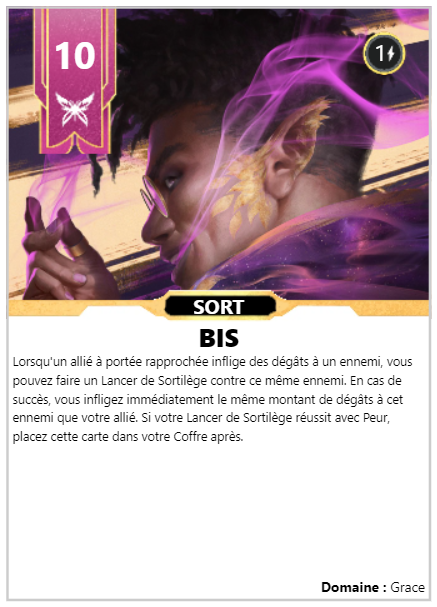 10
1
SORT
BIS
Lorsqu'un allié à portée rapprochée inflige des dégâts à un ennemi, vous
pouvez faire un Lancer de Sortilège contre ce même ennemi. En cas de
succès, vous infligez immédiatement le même montant de dégâts à cet
ennemi que votre allié. Si votre Lancer de Sortilège réussit avec Peur,
placez cette carte dans votre Coffre après.
Domaine : Grace